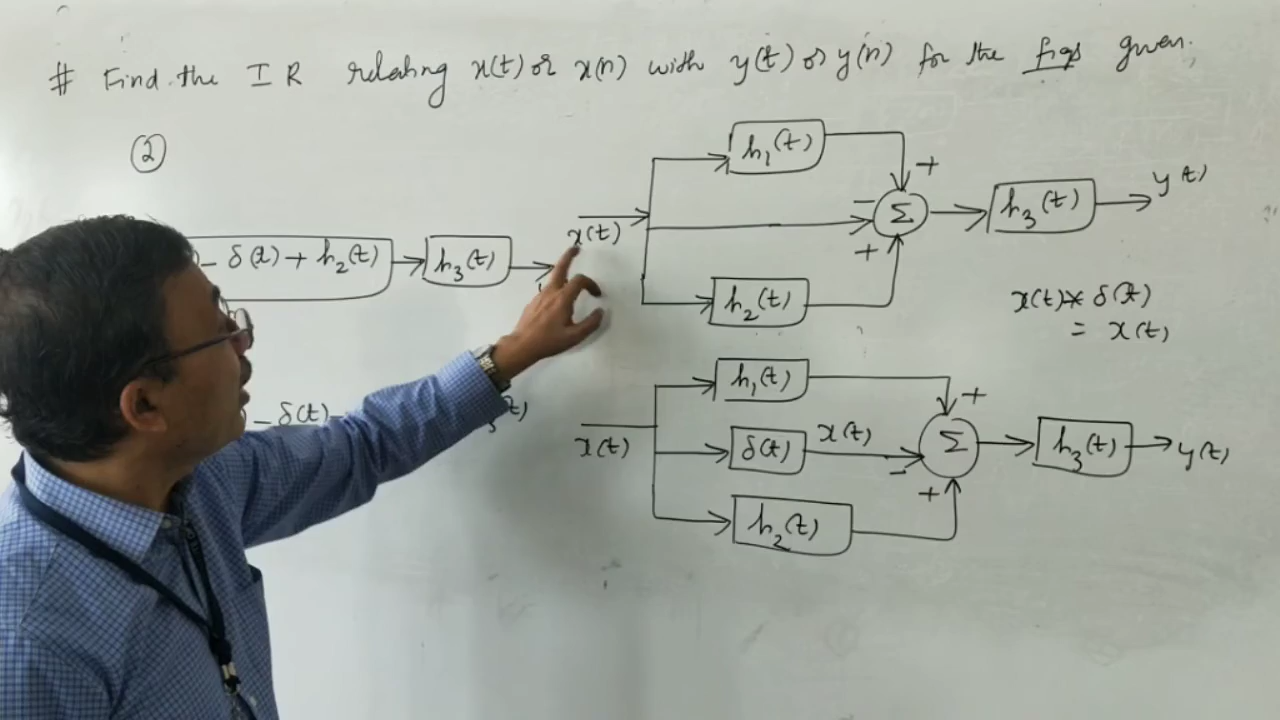 # Find the I R relating x(t) or x(n) with y(t) or y(n) for the figs given.
②
- δ(t) + h₂(t)
h₃(t)
- δ(t) -
x(t)
h₁(t)
h₂(t)
+
-
+
Σ
h₃(t)
y(t)
x(t) * δ(t)
= x(t)
x(t)
h₁(t)
δ(t)
x(t)
h₂(t)
+
-
+
Σ
h₃(t)
y(t)